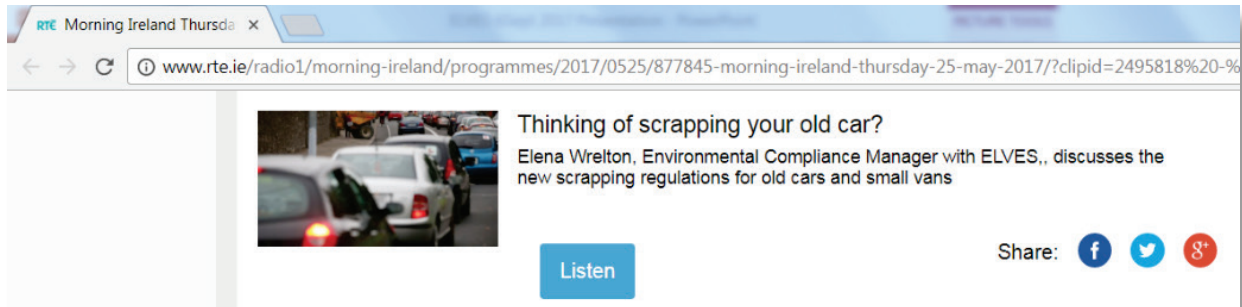 RTÉ Morning Ireland Thursda
www.rte.ie/radio1/morning-ireland/programmes/2017/0525/877845-morning-ireland-thursday-25-may-2017/?clipid=2495818%20-%
Thinking of scrapping your old car?
Elena Wrelton, Environmental Compliance Manager with ELVES,, discusses the
new scrapping regulations for old cars and small vans
Listen
Share: